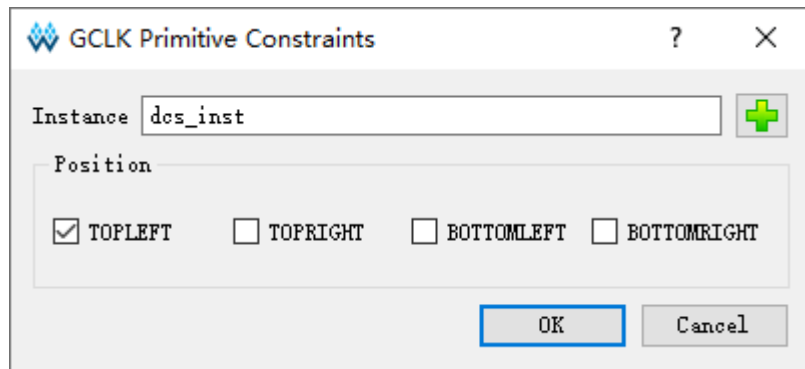 GCLK Primitive Constraints ? ×
Instance dcs_inst
Position
TOPLEFT TOPRIGHT BOTTOMLEFT BOTTOMRIGHT
OK Cancel